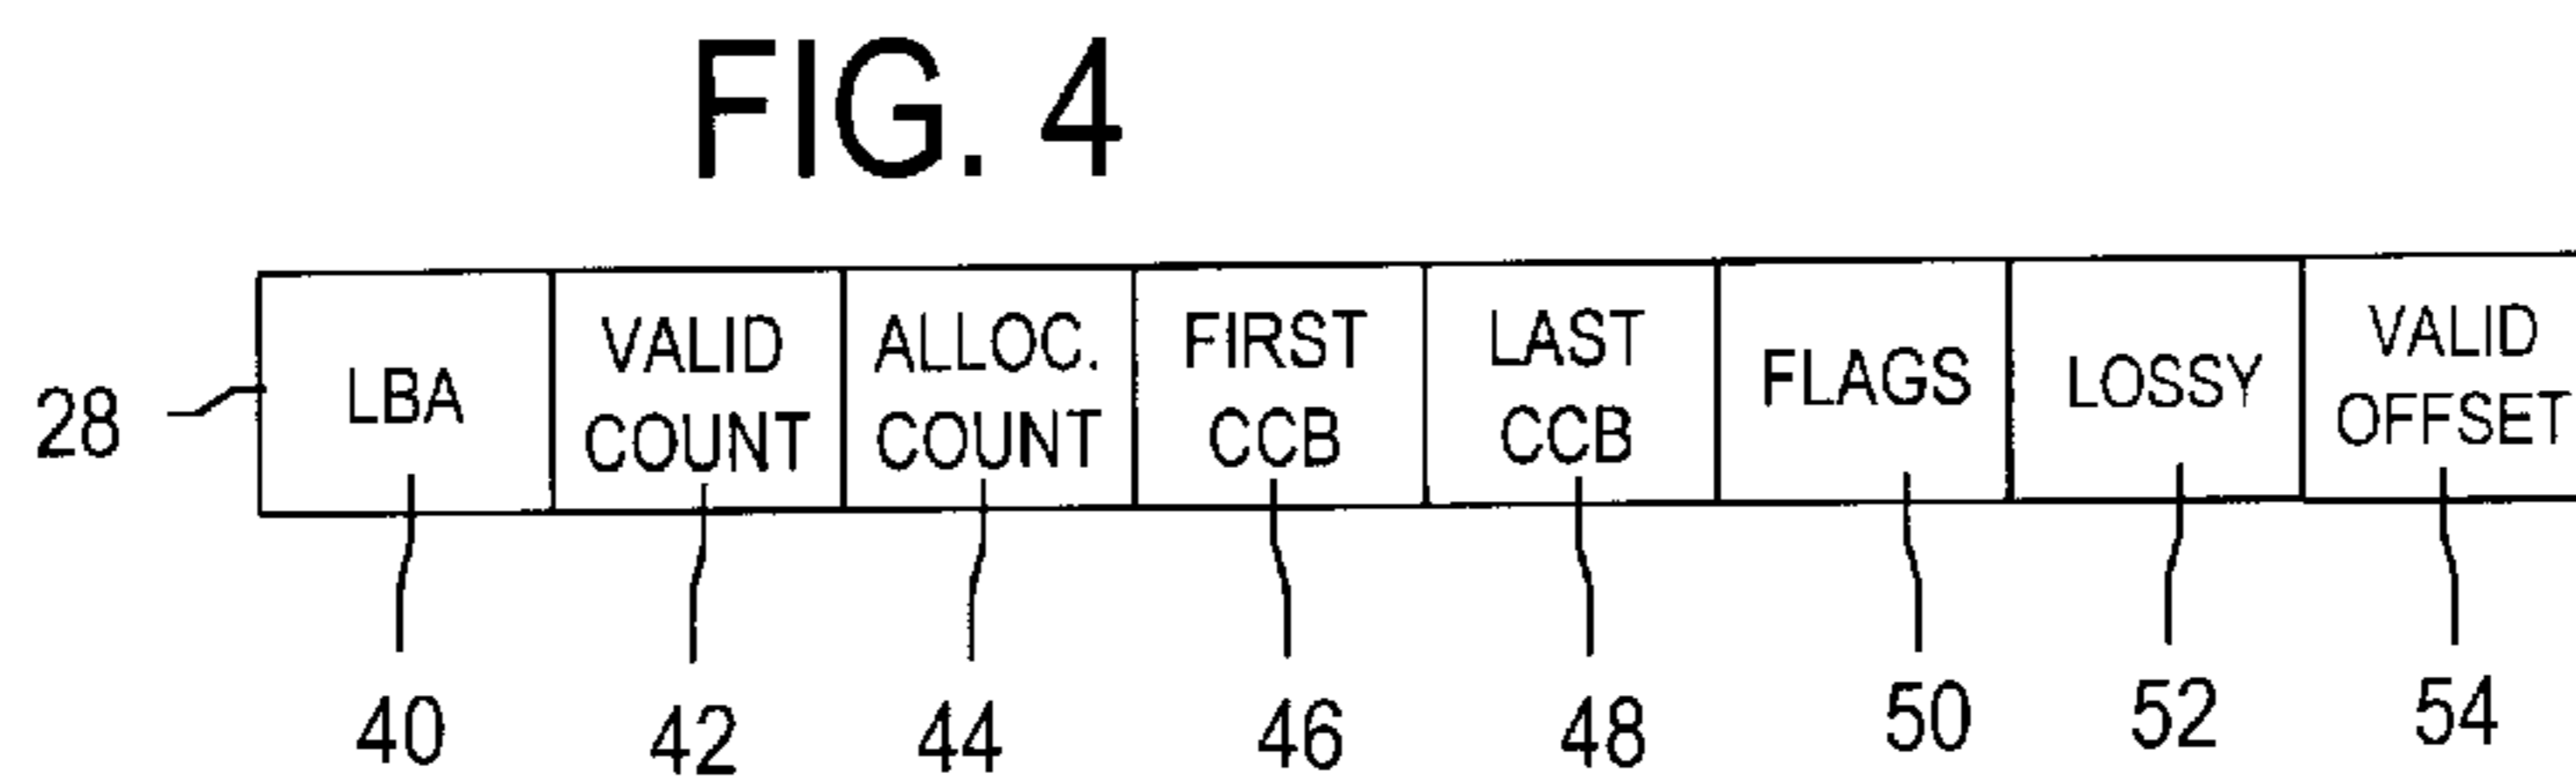 FIG. 4
28 LBA VALID COUNT ALLOC. COUNT FIRST CCB LAST CCB FLAGS LOSSY VALID OFFSET
40 42 44 46 48 50 52 54